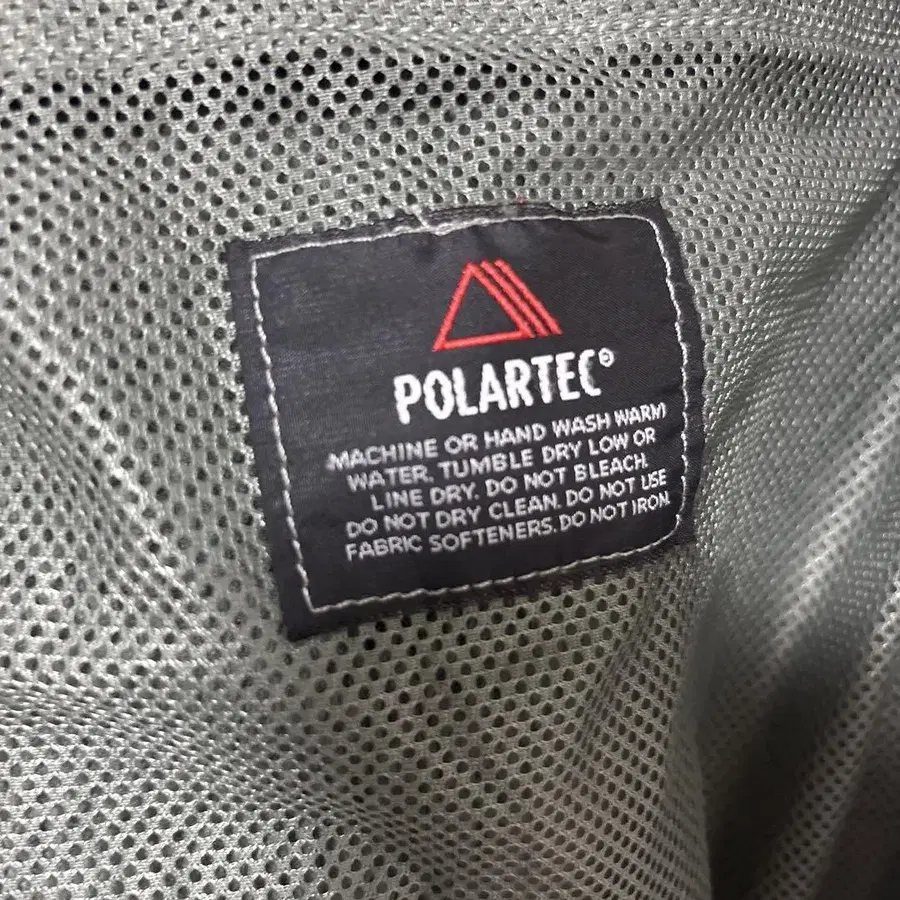 POLARTEC®
MACHINE OR HAND WASH WARM
WATER, TUMBLE DRY LOW OR
LINE DRY. DO NOT BLEACH.
DO NOT DRY CLEAN. DO NOT USE
FABRIC SOFTENERS. DO NOT IRON.